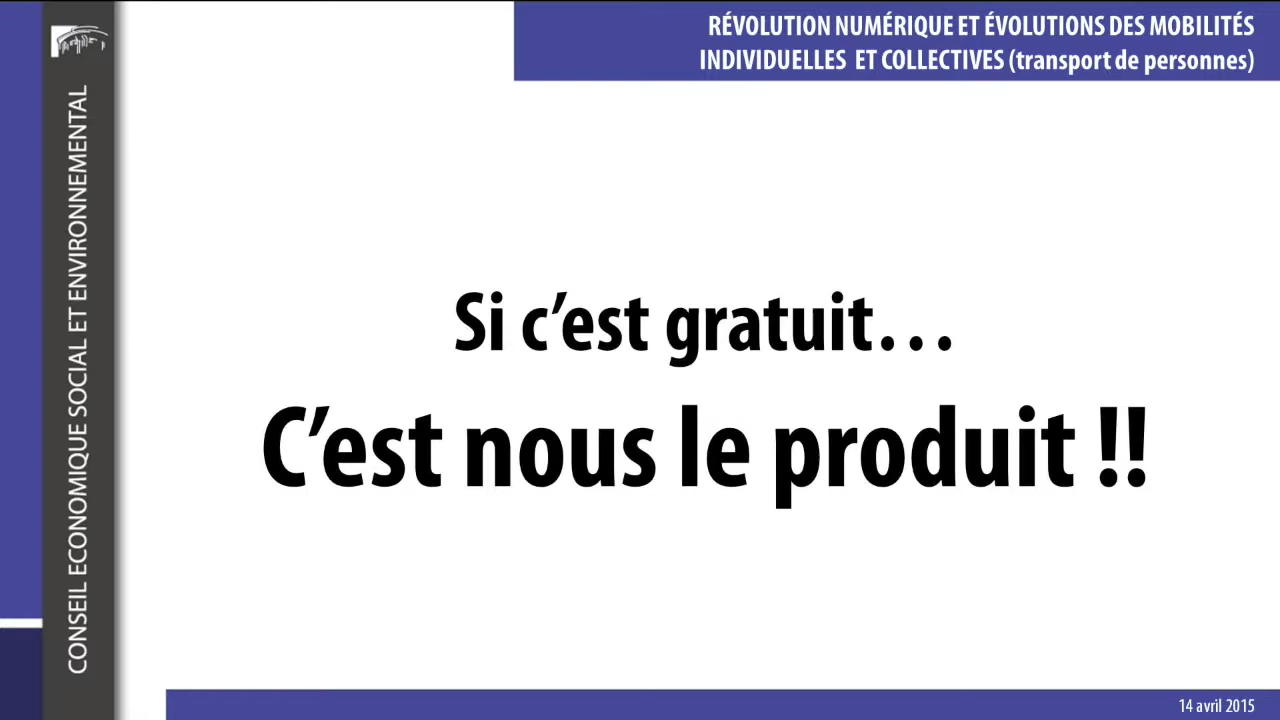 RÉVOLUTION NUMÉRIQUE ET ÉVOLUTIONS DES MOBILITÉS
INDIVIDUELLES ET COLLECTIVES (transport de personnes)
CONSEIL ECONOMIQUE SOCIAL ET ENVIRONNEMENTAL
Si c’est gratuit…
C’est nous le produit !!
14 avril 2015